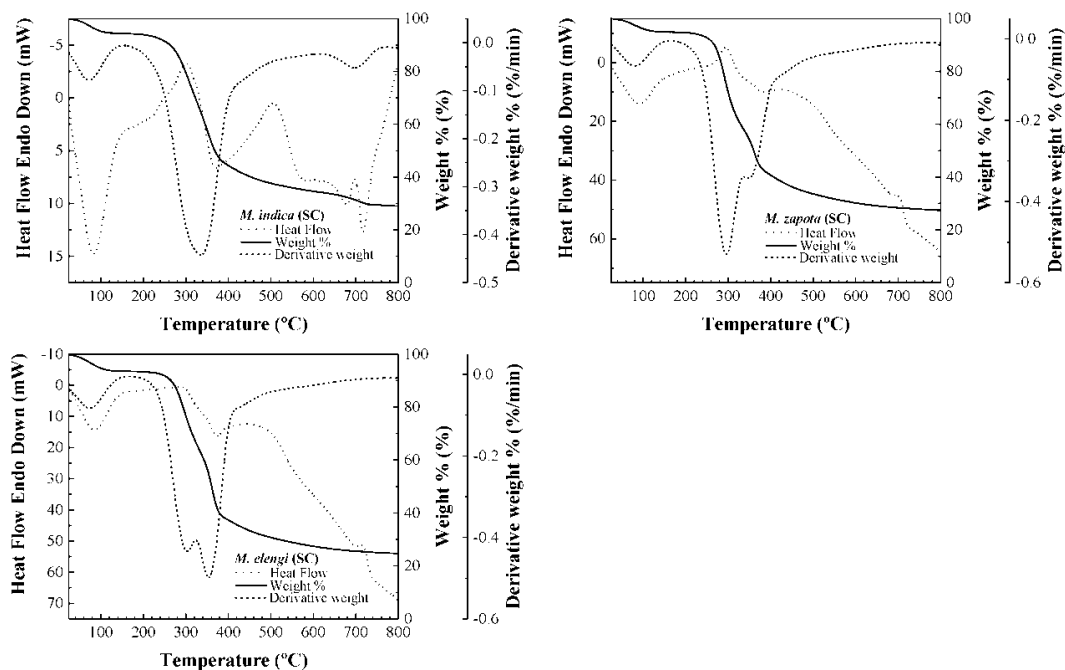 Heat Flow Endo Down (mW)
-5
0
5
10
15
100 200 300 400 500 600 700 800
Temperature (ºC)
100
80
60
40
20
0
Weight % (%)
0.0
-0.1
-0.2
-0.3
-0.4
-0.5
Derivative weight % (%/min)
M. indica (SC)
Heat Flow
Weight %
Derivative weight
Heat Flow Endo Down (mW)
0
20
40
60
100 200 300 400 500 600 700 800
Temperature (ºC)
100
80
60
40
20
0
Weight % (%)
0.0
-0.2
-0.4
-0.6
Derivative weight % (%/min)
M. zapota (SC)
Heat Flow
Weight %
Derivative weight
Heat Flow Endo Down (mW)
-10
0
10
20
30
40
50
60
70
100 200 300 400 500 600 700 800
Temperature (ºC)
100
80
60
40
20
0
Weight % (%)
0.0
-0.2
-0.4
-0.6
Derivative weight % (%/min)
M. elengi (SC)
Heat Flow
Weight %
Derivative weight